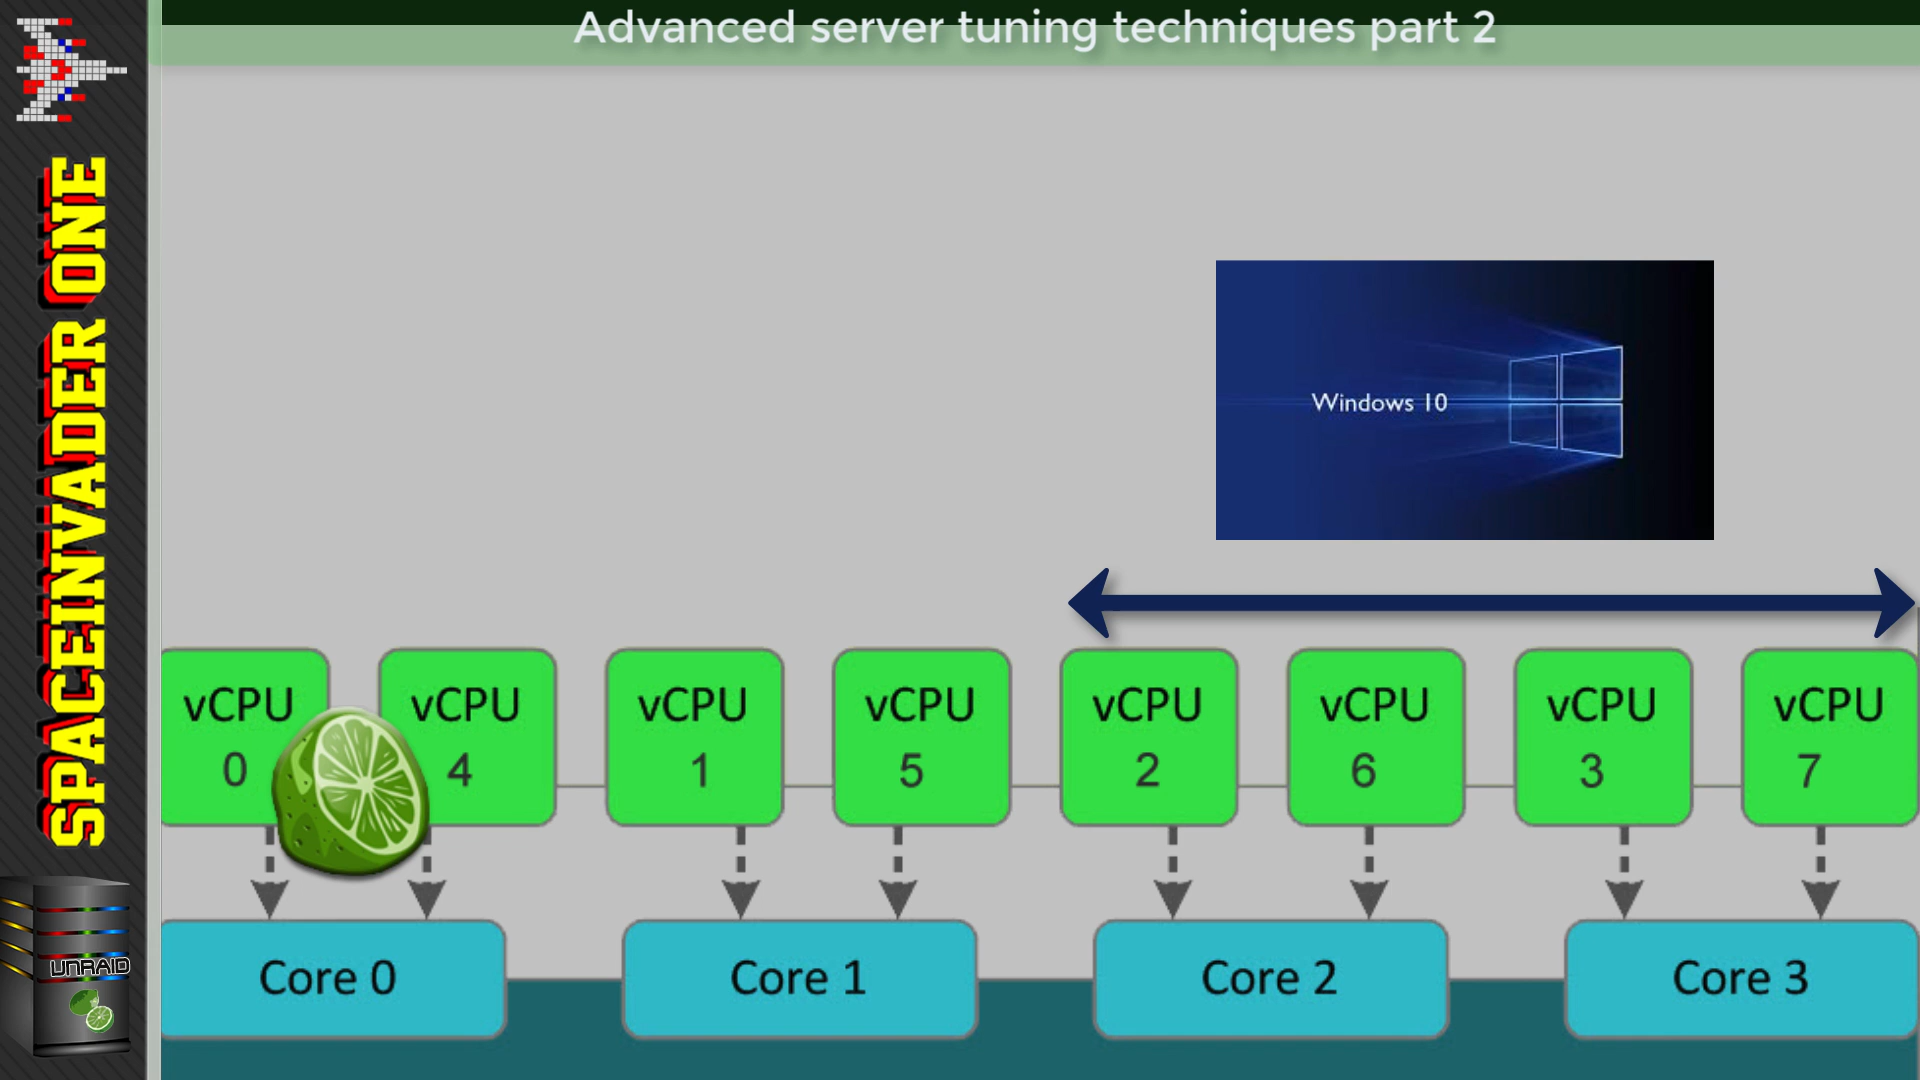 Advanced server tuning techniques part 2
SPACEINVADER ONE
Windows 10
vCPU 0
vCPU 4
vCPU 1
vCPU 5
vCPU 2
vCPU 6
vCPU 3
vCPU 7
Core 0
Core 1
Core 2
Core 3
UNRAID